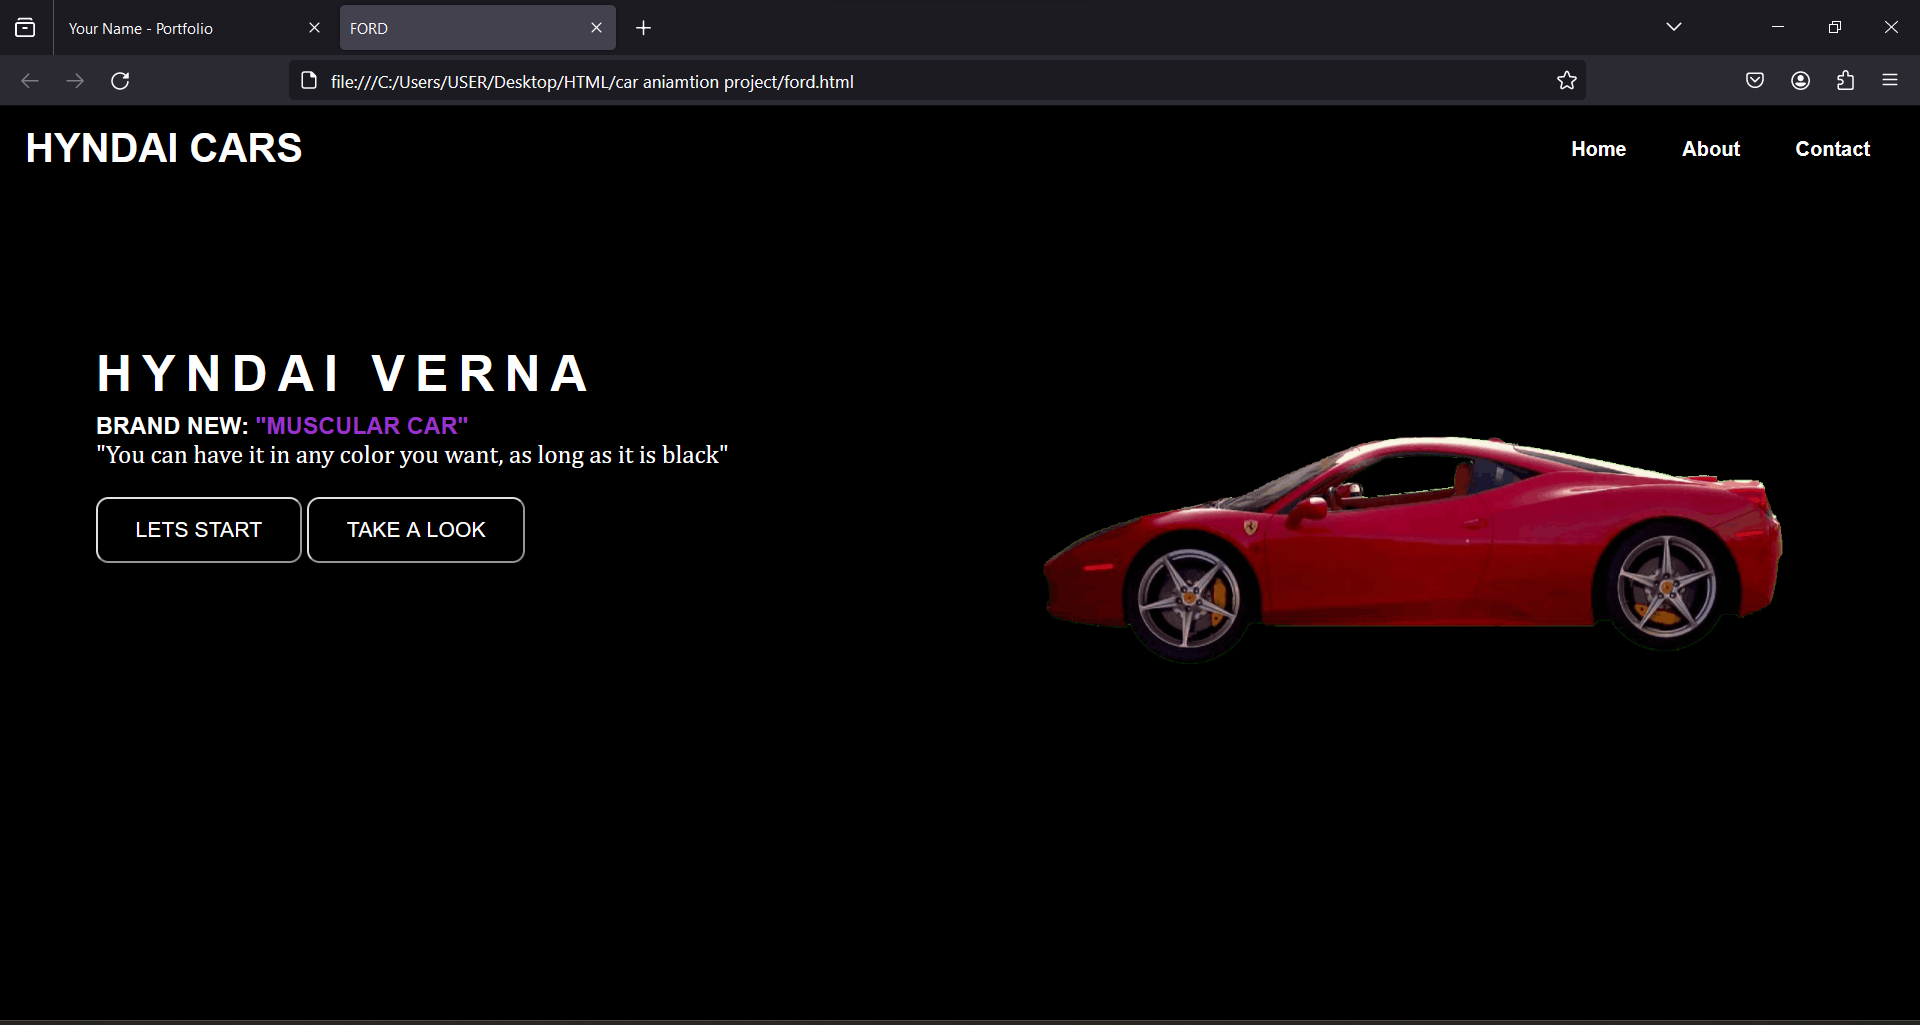 Your Name - Portfolio
FORD
file:///C:/Users/USER/Desktop/HTML/car aniamtion project/ford.html
HYNDAI CARS
Home About Contact
HYNDAI VERNA
BRAND NEW: "MUSCULAR CAR"
"You can have it in any color you want, as long as it is black"
LETS START TAKE A LOOK